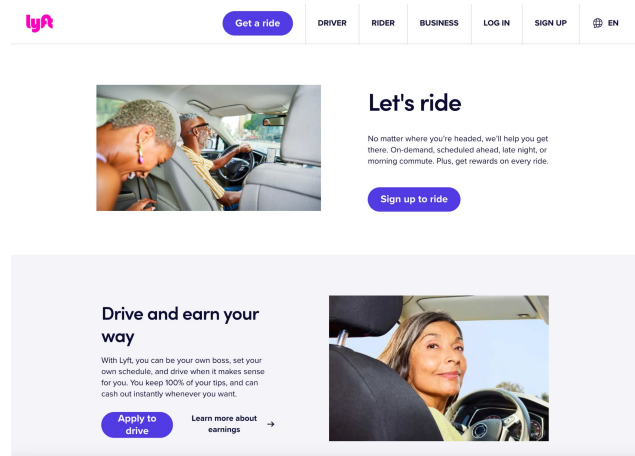 lyft
Get a ride
DRIVER
RIDER
BUSINESS
LOG IN
SIGN UP
EN
Let's ride
No matter where you're headed, we'll help you get
there. On-demand, scheduled ahead, late night, or
morning commute. Plus, get rewards on every ride.
Sign up to ride
Drive and earn your
way
With Lyft, you can be your own boss, set your
own schedule, and drive when it makes sense
for you. You keep 100% of your tips, and can
cash out instantly whenever you want.
Apply to
drive
Learn more about
earnings